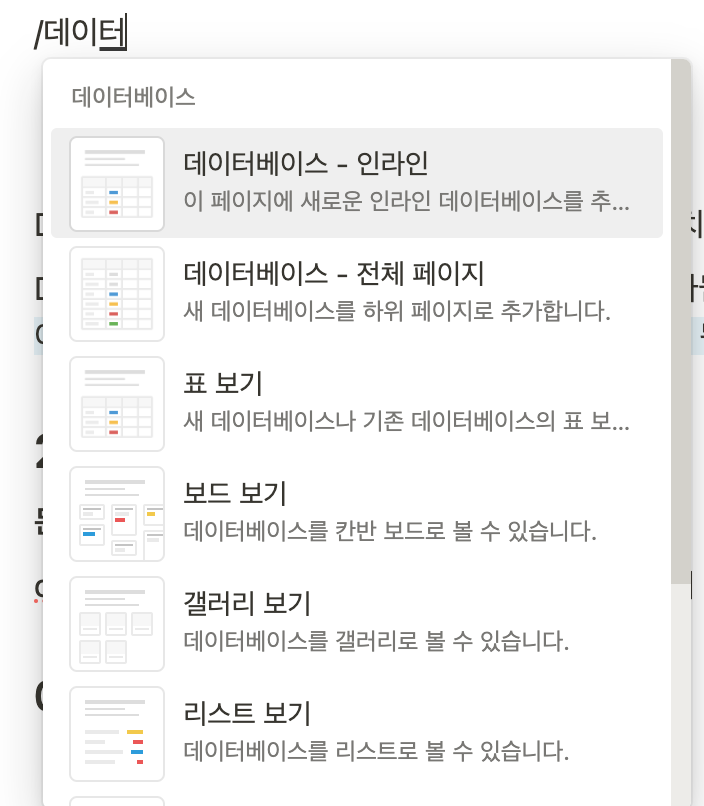 /데이터
데이터베이스
데이터베이스 - 인라인
이 페이지에 새로운 인라인 데이터베이스를 추...
데이터베이스 - 전체 페이지
새 데이터베이스를 하위 페이지로 추가합니다.
표 보기
새 데이터베이스나 기존 데이터베이스의 표 보...
보드 보기
데이터베이스를 칸반 보드로 볼 수 있습니다.
갤러리 보기
데이터베이스를 갤러리로 볼 수 있습니다.
리스트 보기
데이터베이스를 리스트로 볼 수 있습니다.